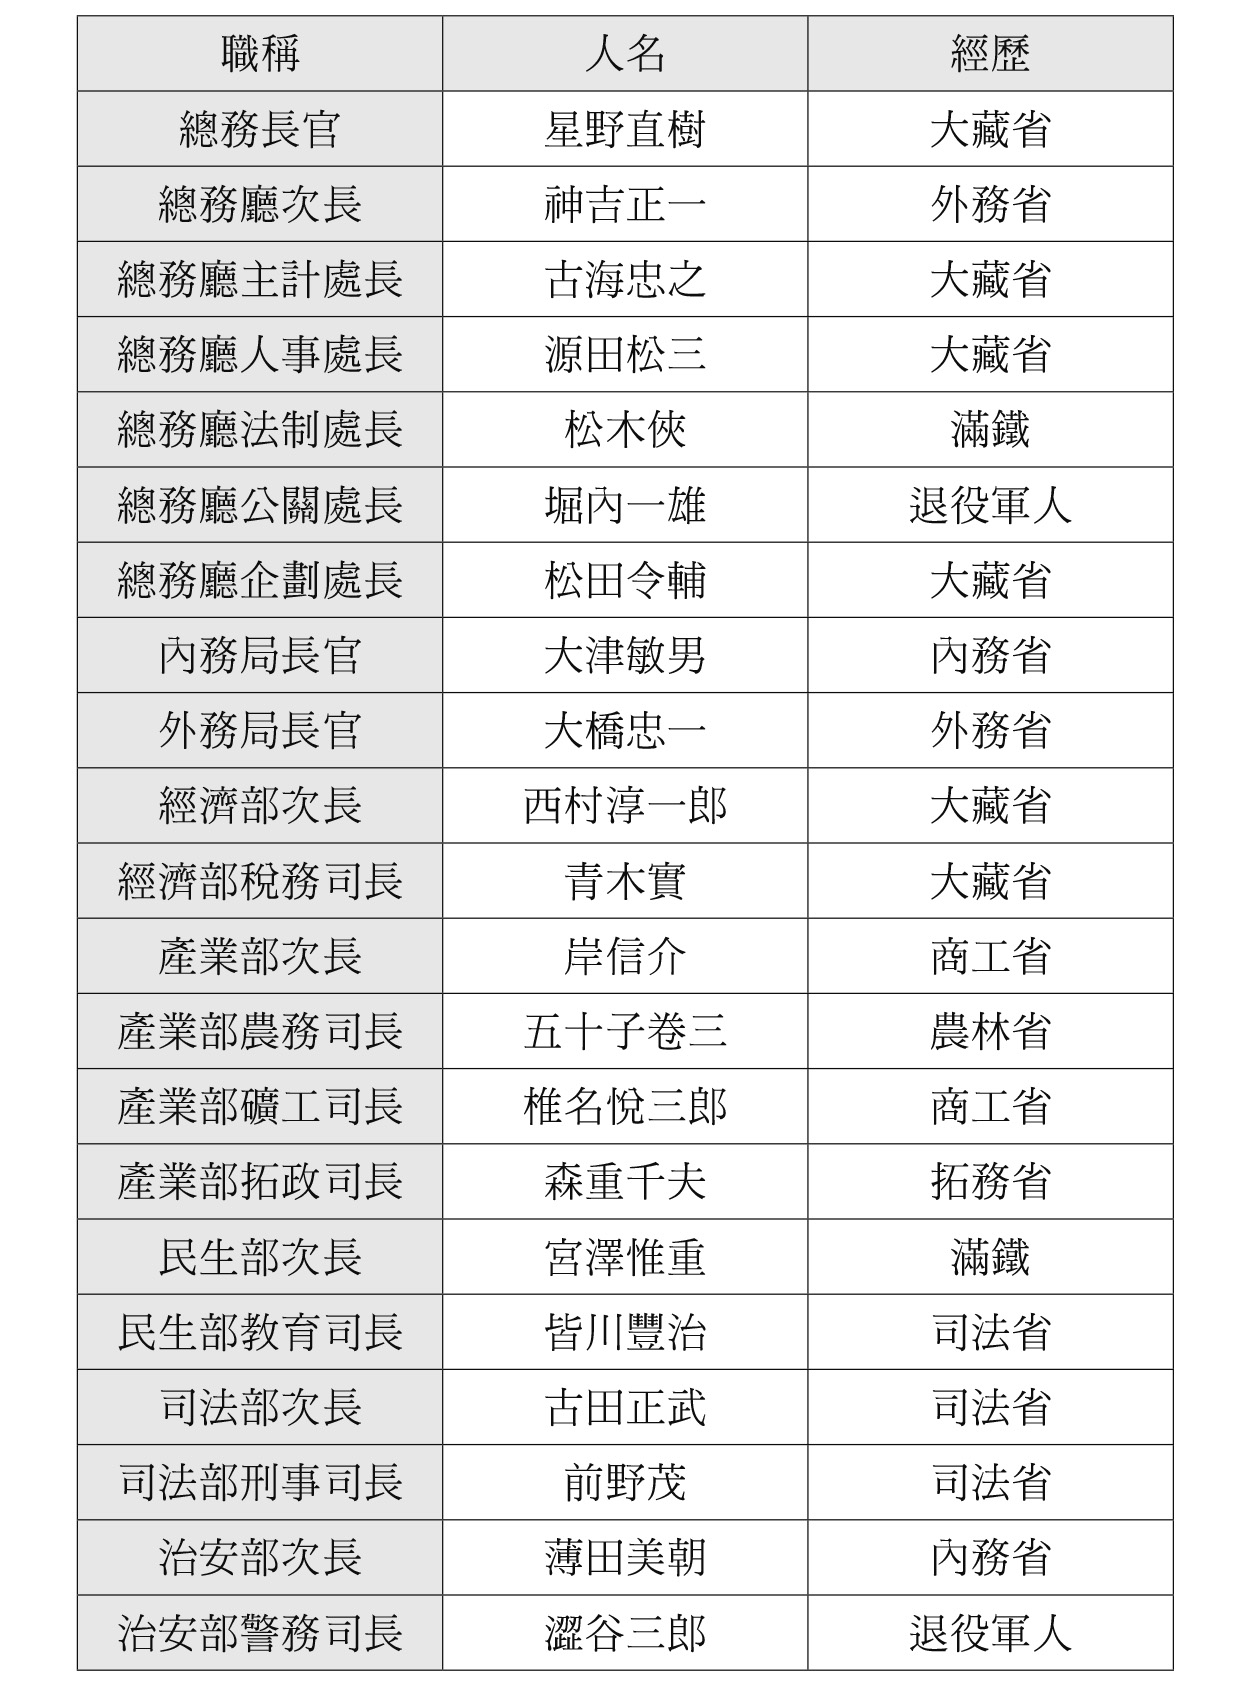 職稱 人名 經歷
總務長官 星野直樹 大藏省
總務廳次長 神吉正一 外務省
總務廳主計處長 古海忠之 大藏省
總務廳人事處長 源田松三 大藏省
總務廳法制處長 松木俠 滿鐵
總務廳公關處長 堀內一雄 退役軍人
總務廳企劃處長 松田令輔 大藏省
內務局長官 大津敏男 內務省
外務局長官 大橋忠一 外務省
經濟部次長 西村淳一郎 大藏省
經濟部稅務司長 青木實 大藏省
產業部次長 岸信介 商工省
產業部農務司長 五十子卷三 農林省
產業部礦工司長 椎名悅三郎 商工省
產業部拓政司長 森重千夫 拓務省
民生部次長 宮澤惟重 滿鐵
民生部教育司長 皆川豐治 司法省
司法部次長 古田正武 司法省
司法部刑事司長 前野茂 司法省
治安部次長 薄田美朝 內務省
治安部警務司長 澀谷三郎 退役軍人